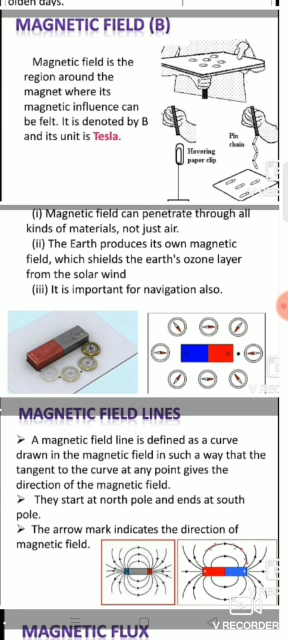 olden days.
MAGNETIC FIELD (B)
Magnetic field is the
region around the
magnet where its
magnetic influence can
be felt. It is denoted by B
and its unit is Tesla.
Hovering
paper clip
Pin
chain
(i) Magnetic field can penetrate through all
kinds of materials, not just air.
(ii) The Earth produces its own magnetic
field, which shields the earth's ozone layer
from the solar wind
(iii) It is important for navigation also.
MAGNETIC FIELD LINES
➢ A magnetic field line is defined as a curve
drawn in the magnetic field in such a way that the
tangent to the curve at any point gives the
direction of the magnetic field.
➢ They start at north pole and ends at south
pole.
➢ The arrow mark indicates the direction of
magnetic field.
V RECORDER
MAGNETIC FLUX